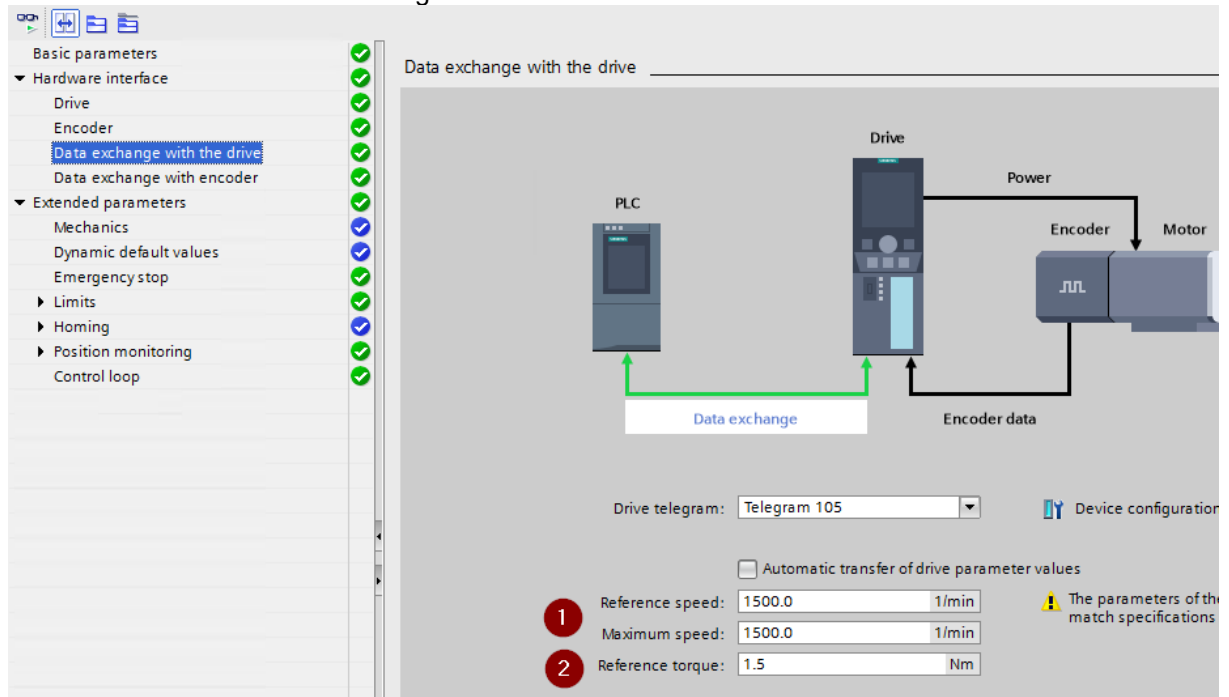 Basic parameters
Hardware interface
Drive
Encoder
Data exchange with the drive
Data exchange with encoder
Extended parameters
Mechanics
Dynamic default values
Emergency stop
Limits
Homing
Position monitoring
Control loop
Data exchange with the drive
Drive
Power
PLC
Encoder Motor
Data exchange
Encoder data
Drive telegram: Telegram 105 Device configuration
Automatic transfer of drive parameter values
1
Reference speed: 1500.0 1/min
The parameters of the
match specifications
Maximum speed: 1500.0 1/min
2
Reference torque: 1.5 Nm